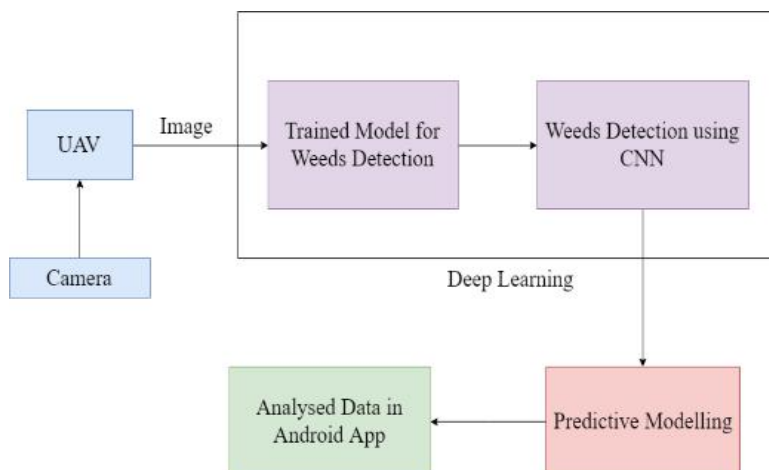 Image
UAV
Trained Model for
Weeds Detection
Weeds Detection using
CNN
Camera
Deep Learning
Analysed Data in
Android App
Predictive Modelling